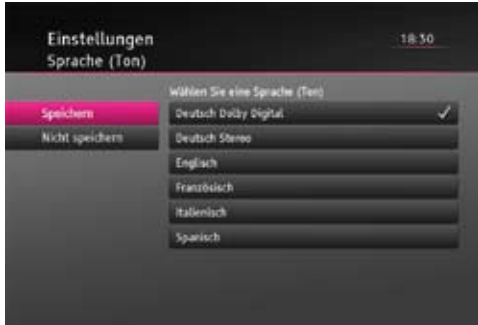 Einstellungen
18:30
Sprache (Ton)
Wählen Sie eine Sprache (Ton)
Speichern
Deutsch Dolby Digital
Nicht speichern
Deutsch Stereo
Englisch
Französisch
Italienisch
Spanisch